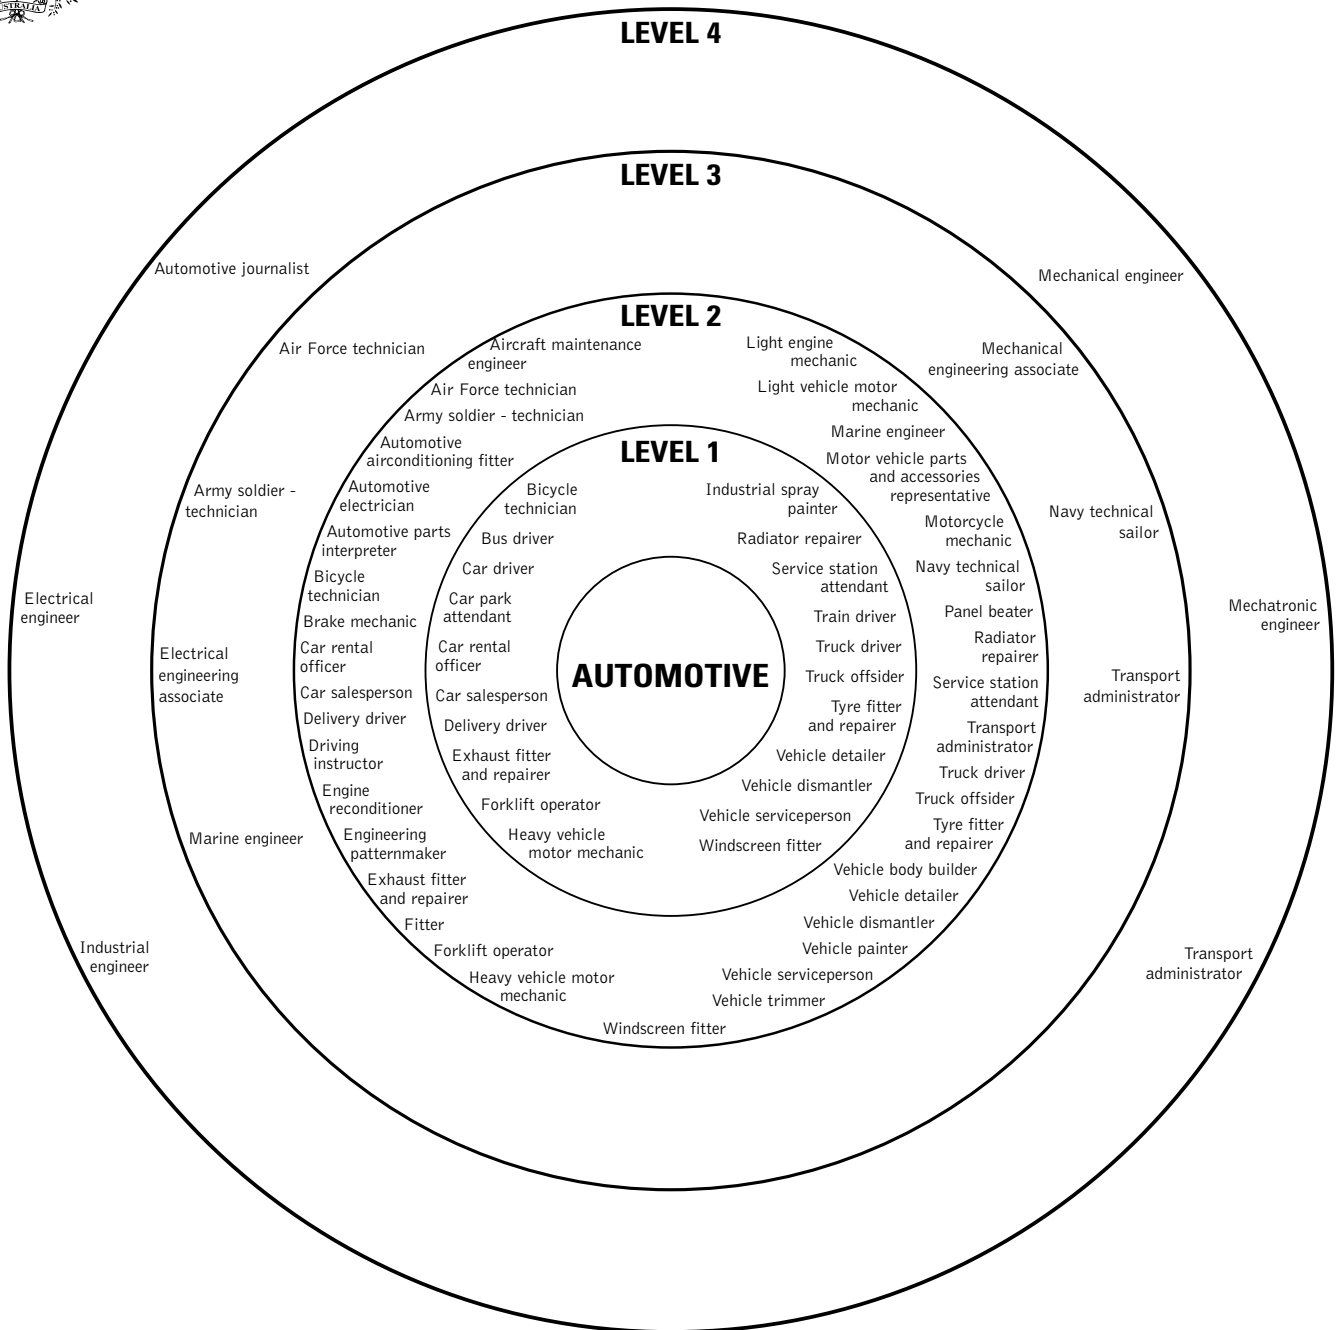 AUSTRALIA
LEVEL 4
Automotive journalist
Mechanical engineer
Electrical
engineer
Mechatronic
engineer
Industrial
engineer
Transport
administrator
LEVEL 3
Air Force technician
Mechanical
engineering associate
Army soldier -
technician
Navy technical
sailor
Electrical
engineering
associate
Transport
administrator
Marine engineer
LEVEL 2
Aircraft maintenance
engineer
Air Force technician
Army soldier - technician
Automotive
airconditioning fitter
Automotive
electrician
Automotive parts
interpreter
Bicycle
technician
Brake mechanic
Car rental
officer
Car salesperson
Delivery driver
Driving
instructor
Engine
reconditioner
Engineering
patternmaker
Exhaust fitter
and repairer
Fitter
Forklift operator
Heavy vehicle motor
mechanic
Light engine
mechanic
Light vehicle motor
mechanic
Marine engineer
Motor vehicle parts
and accessories
representative
Motorcycle
mechanic
Navy technical
sailor
Panel beater
Radiator
repairer
Service station
attendant
Transport
administrator
Truck driver
Truck offsider
Tyre fitter
and repairer
Vehicle body builder
Vehicle detailer
Vehicle dismantler
Vehicle painter
Vehicle serviceperson
Vehicle trimmer
Windscreen fitter
LEVEL 1
Bicycle
technician
Bus driver
Car driver
Car park
attendant
Car rental
officer
Car salesperson
Delivery driver
Exhaust fitter
and repairer
Forklift operator
Heavy vehicle
motor mechanic
Industrial spray
painter
Radiator repairer
Service station
attendant
Train driver
Truck driver
Truck offsider
Tyre fitter
and repairer
Vehicle detailer
Vehicle dismantler
Vehicle serviceperson
Windscreen fitter
AUTOMOTIVE